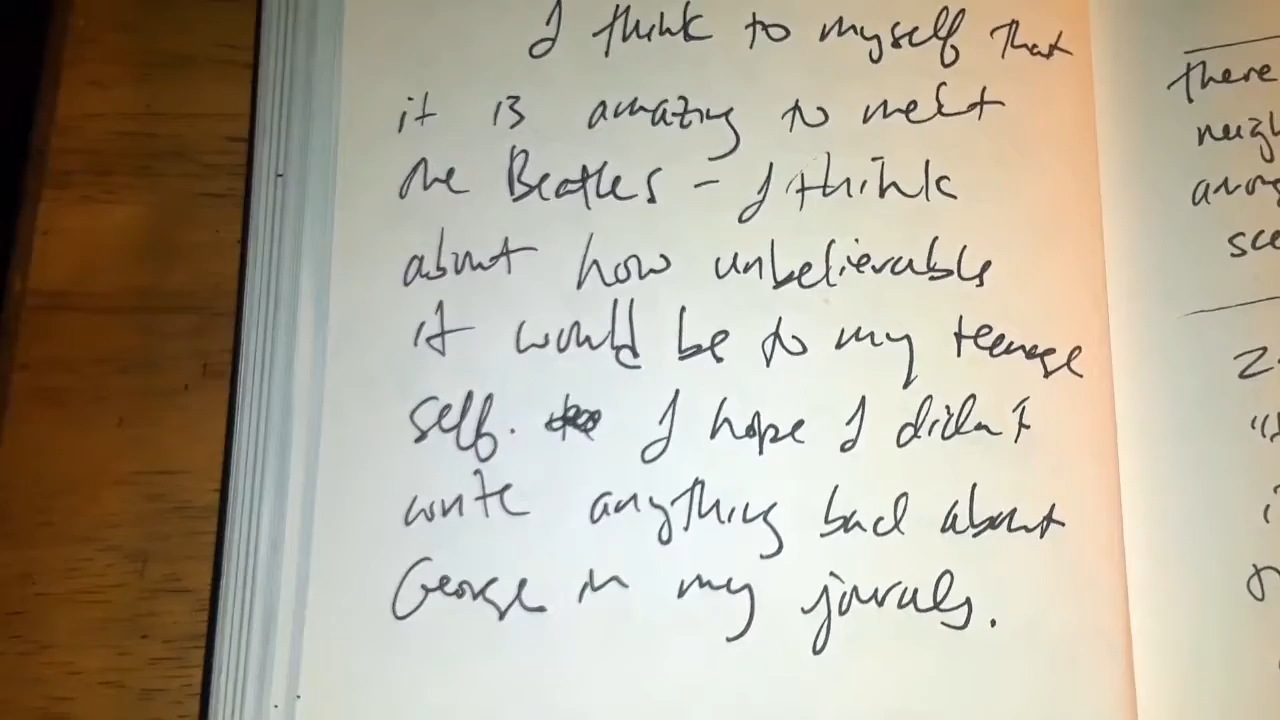 I think to myself that
it is amazing to meet
the Beatles – I think
about how unbelievable
it would be to my teenage
self. I hope I didn't
write anything bad about
George in my journals.
there